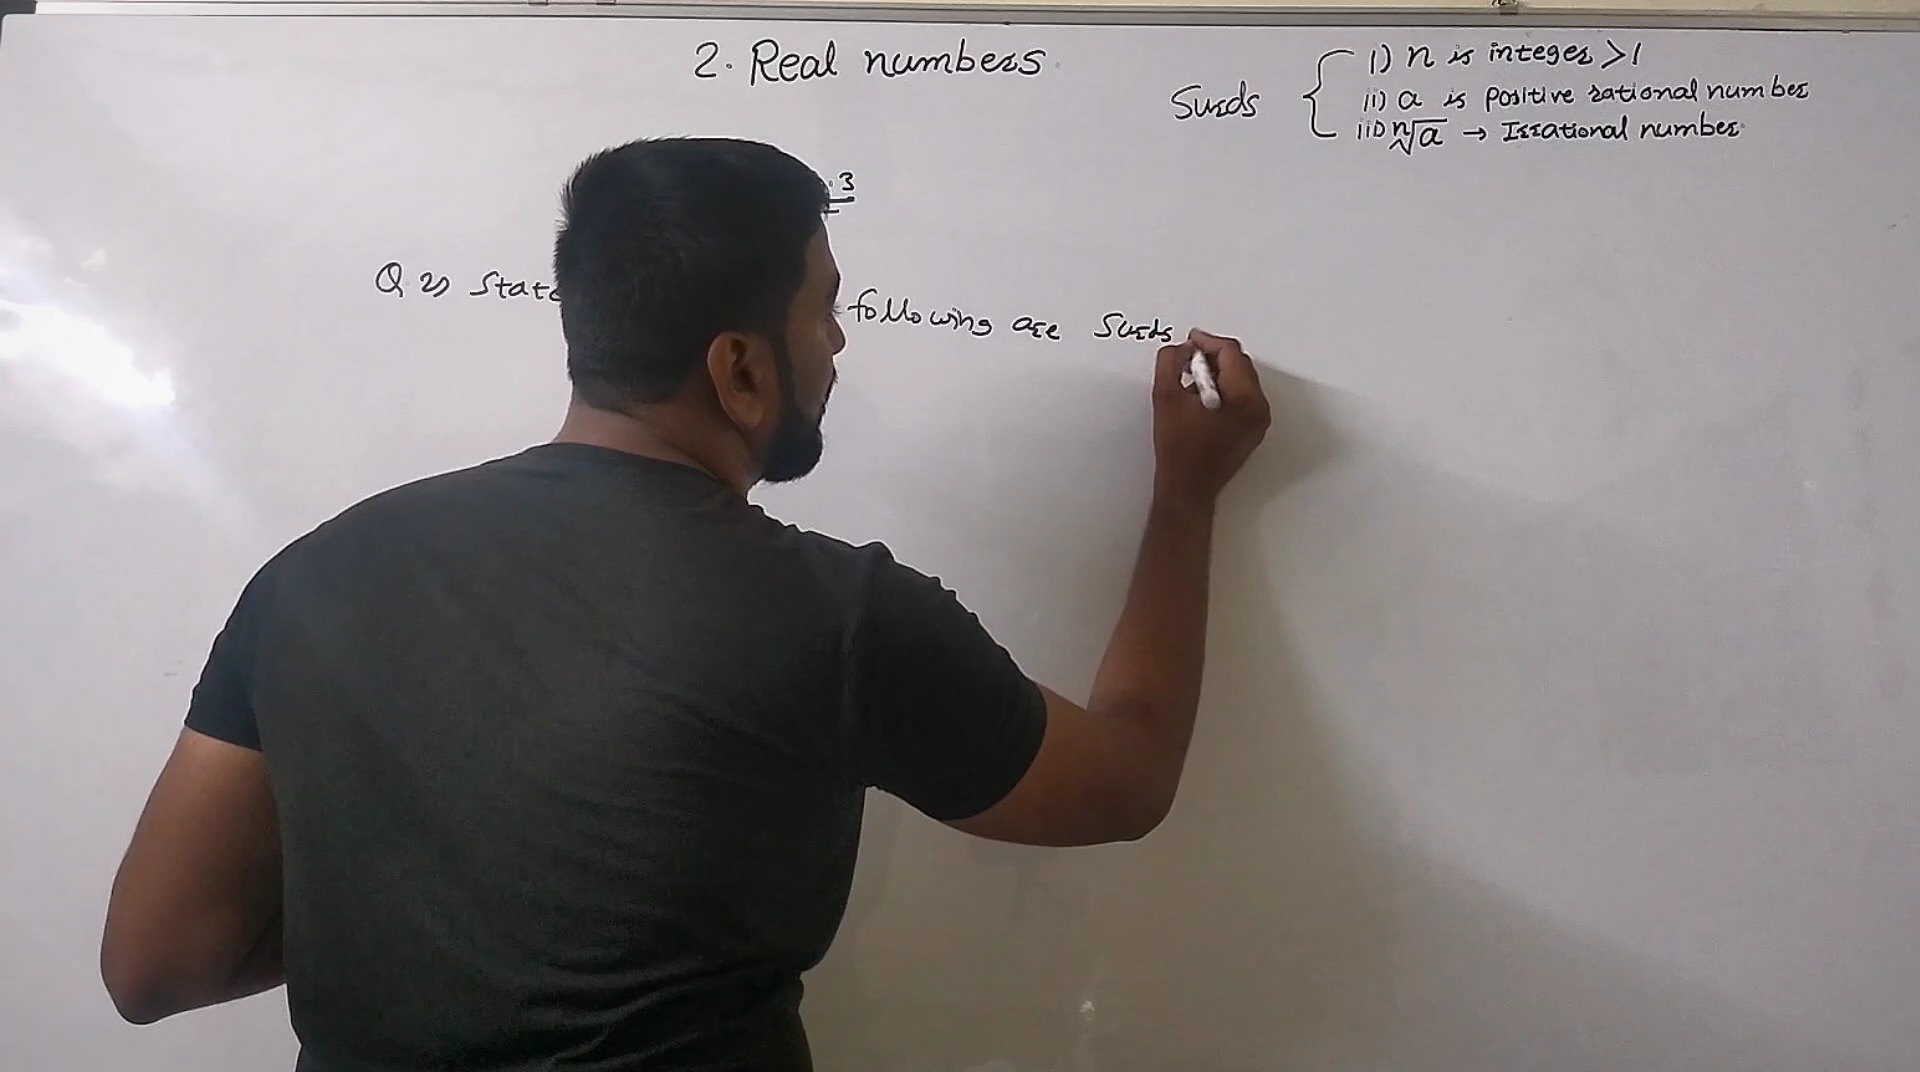 2. Real numbers
Surds
i) n is integer >1
ii) a is positive rational number
iii) ⁿ√a → Irrational number.
.3
Q 2) State following are Surds